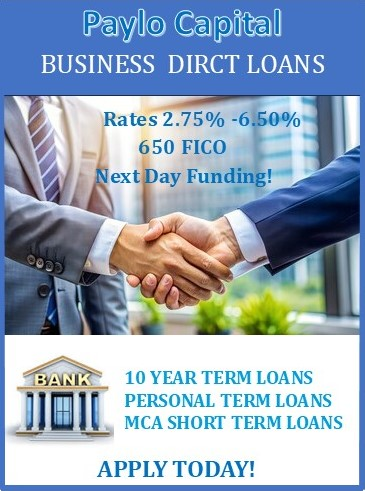 Paylo Capital
BUSINESS DIRCT LOANS
Rates 2.75% -6.50%
650 FICO
Next Day Funding!
BANK
10 YEAR TERM LOANS
PERSONAL TERM LOANS
MCA SHORT TERM LOANS
APPLY TODAY!